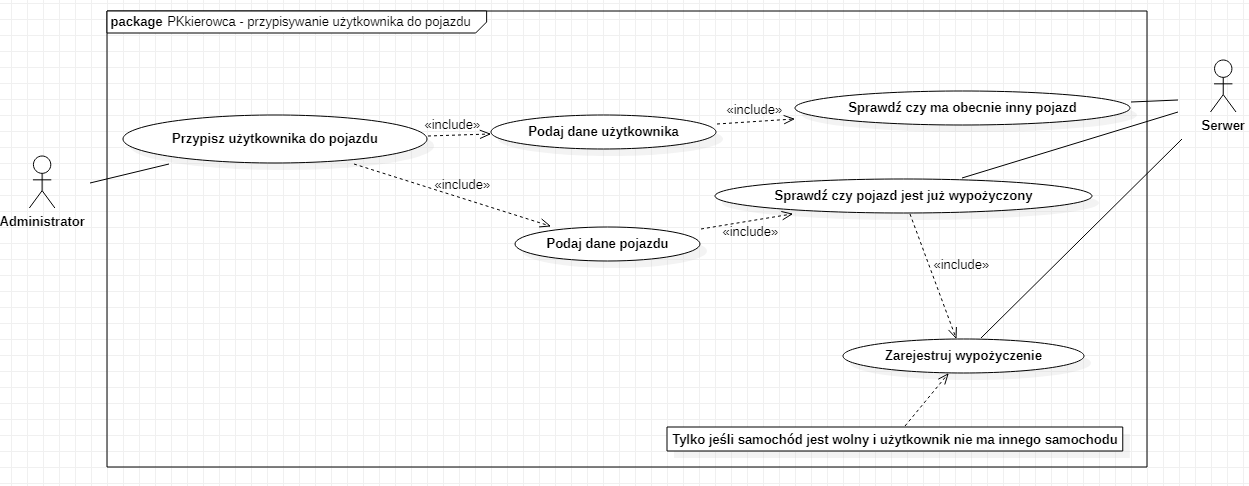 package PKkierowca - przypisywanie użytkownika do pojazdu
Sprawdź czy ma obecnie inny pojazd
«include»
«include»
Przypisz użytkownika do pojazdu
Podaj dane użytkownika
Serwer
«include»
Sprawdź czy pojazd jest już wypożyczony
Administrator
«include»
Podaj dane pojazdu
«include»
Zarejestruj wypożyczenie
Tylko jeśli samochód jest wolny i użytkownik nie ma innego samochodu